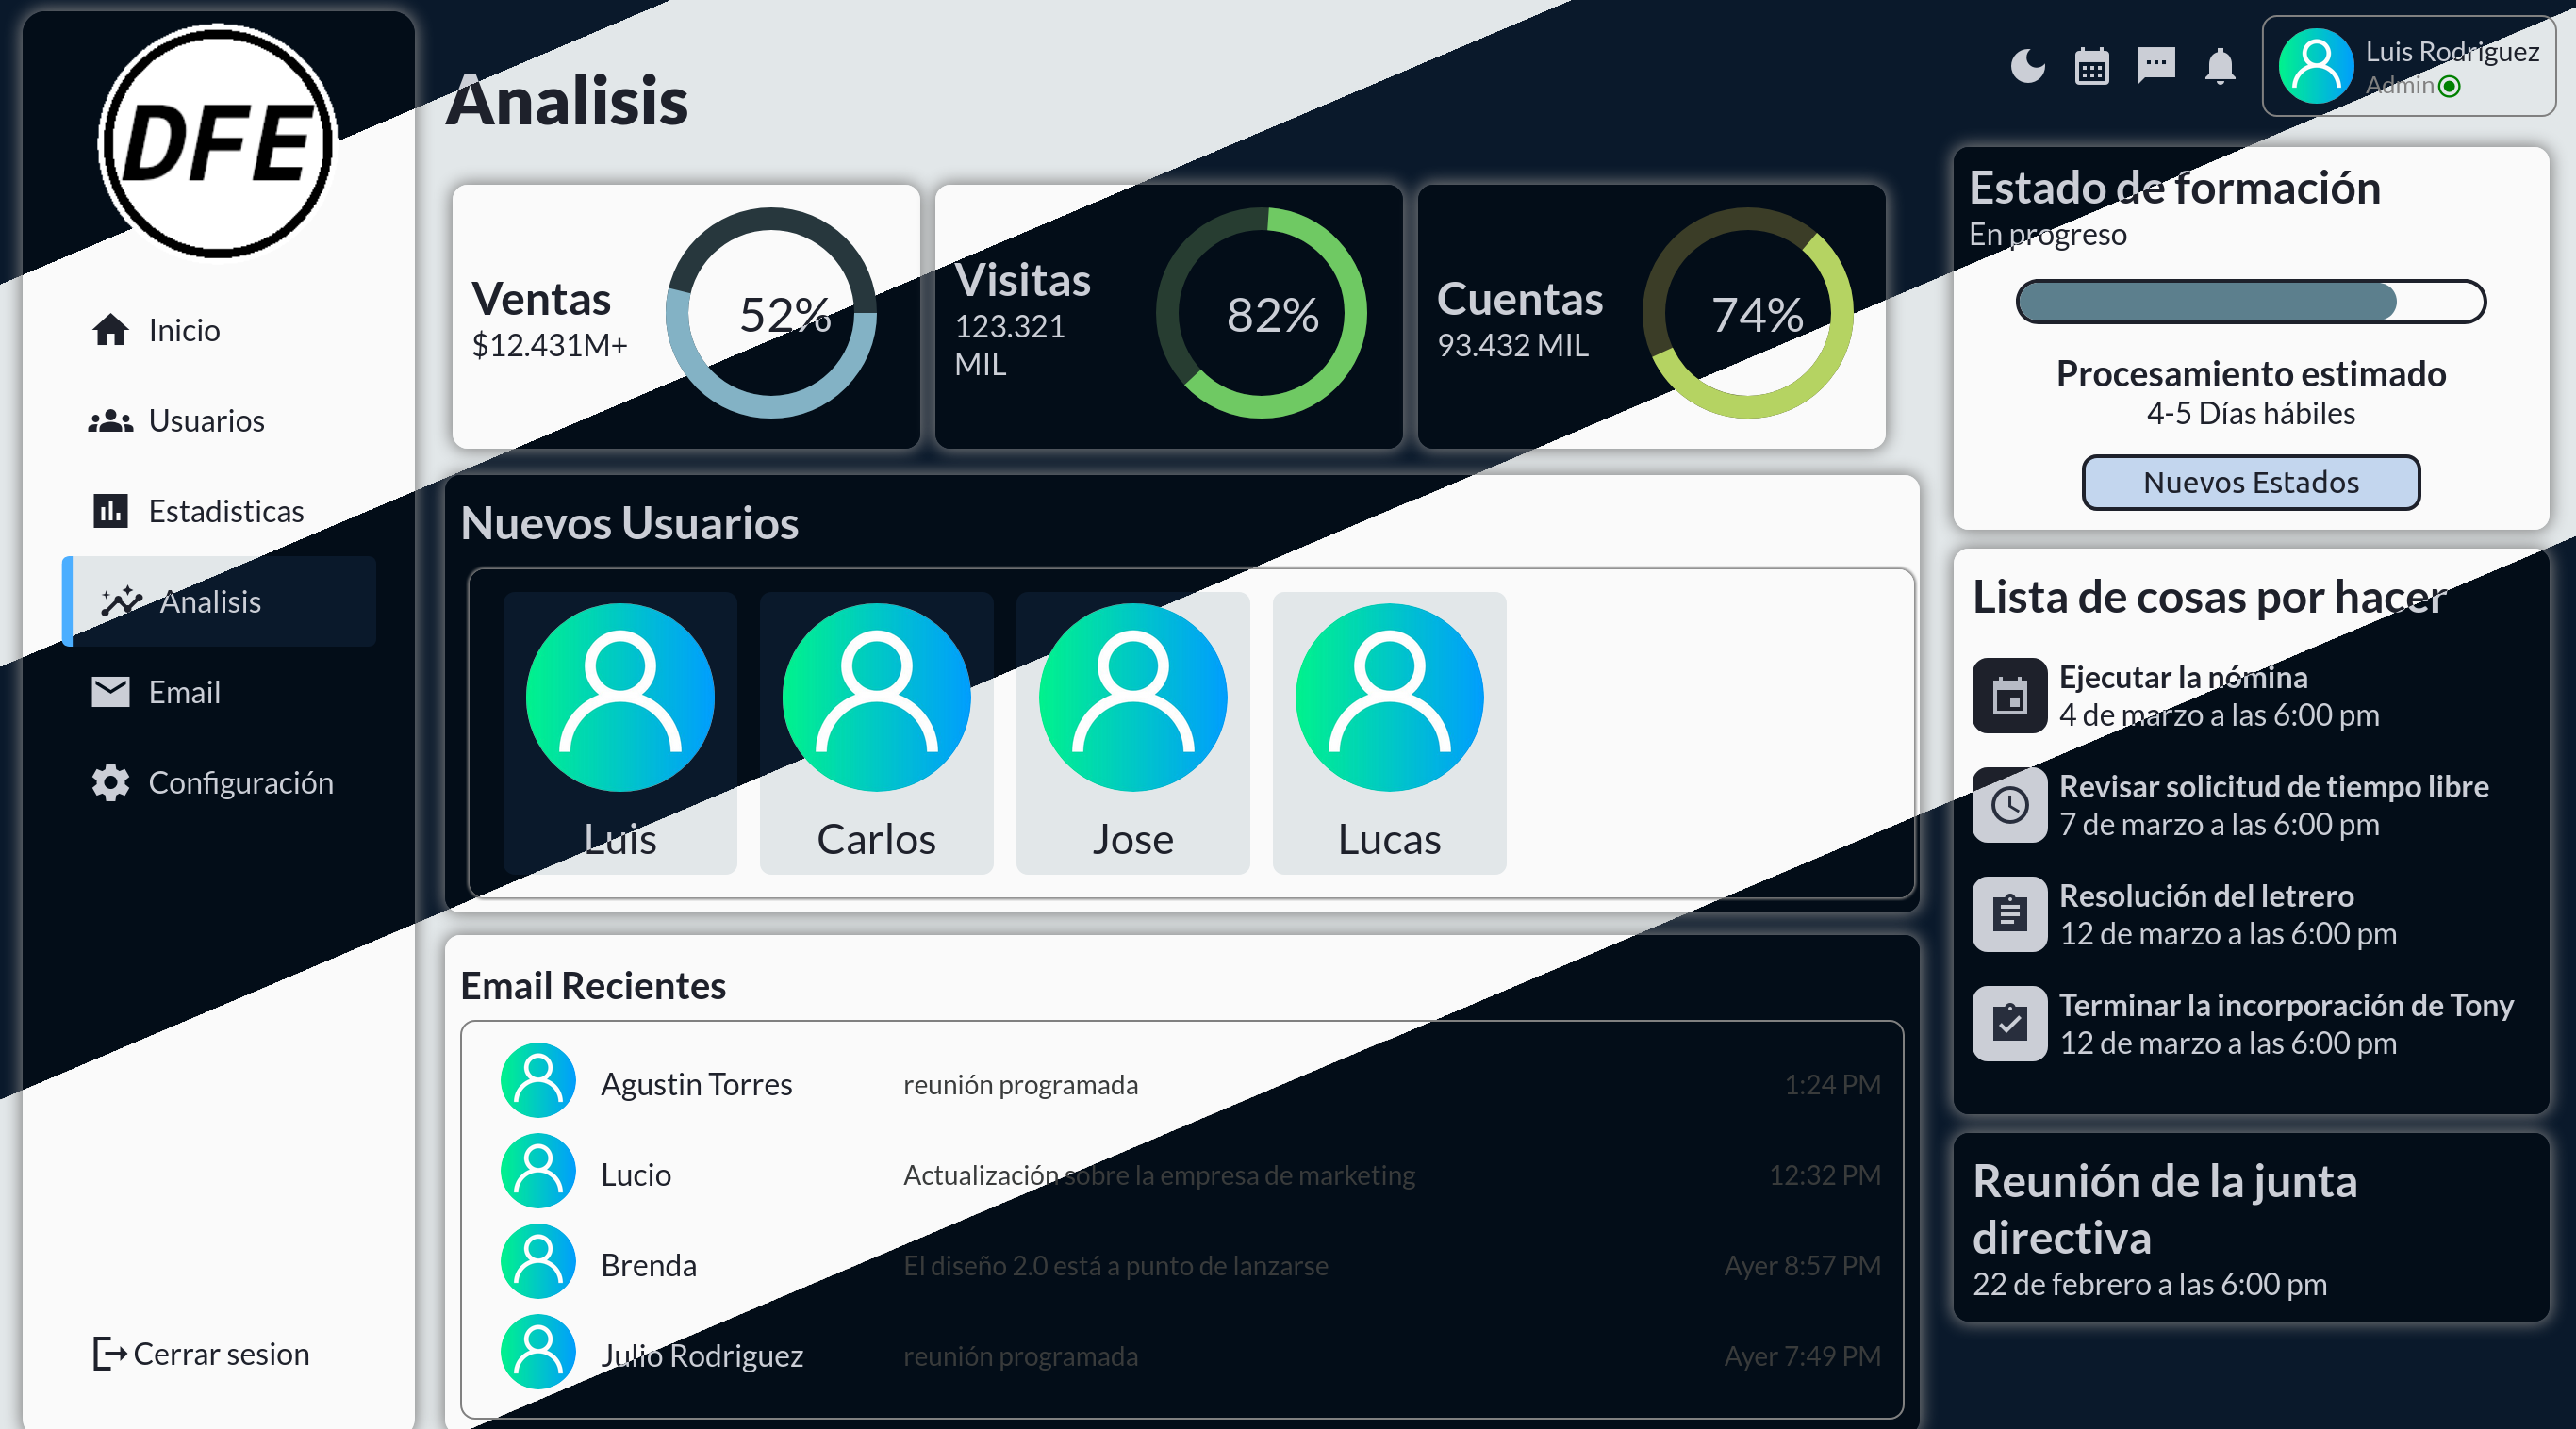 DFE
Inicio
Usuarios
Estadisticas
Analisis
Email
Configuración
Cerrar sesion
Analisis
Ventas
$12.431M+
52%
Visitas
123.321
MIL
82%
Cuentas
93.432 MIL
74%
Nuevos Usuarios
Luis
Carlos
Jose
Lucas
Email Recientes
Agustin Torres reunión programada 1:24 PM
Lucio Actualización sobre la empresa de marketing 12:32 PM
Brenda El diseño 2.0 está a punto de lanzarse Ayer 8:57 PM
Julio Rodriguez reunión programada Ayer 7:49 PM
Luis Rodriguez
Admin
Estado de formación
En progreso
Procesamiento estimado
4-5 Días hábiles
Nuevos Estados
Lista de cosas por hacer
Ejecutar la nómina
4 de marzo a las 6:00 pm
Revisar solicitud de tiempo libre
7 de marzo a las 6:00 pm
Resolución del letrero
12 de marzo a las 6:00 pm
Terminar la incorporación de Tony
12 de marzo a las 6:00 pm
Reunión de la junta
directiva
22 de febrero a las 6:00 pm